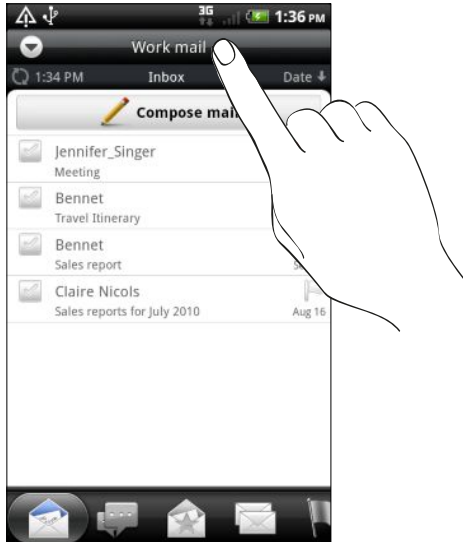 3G
1:36 PM
Work mail
1:34 PM Inbox Date
Compose mail
Jennifer_Singer
Meeting
Bennet
Travel Itinerary
Bennet
Sales report
Claire Nicols
Sales reports for July 2010 Aug 16